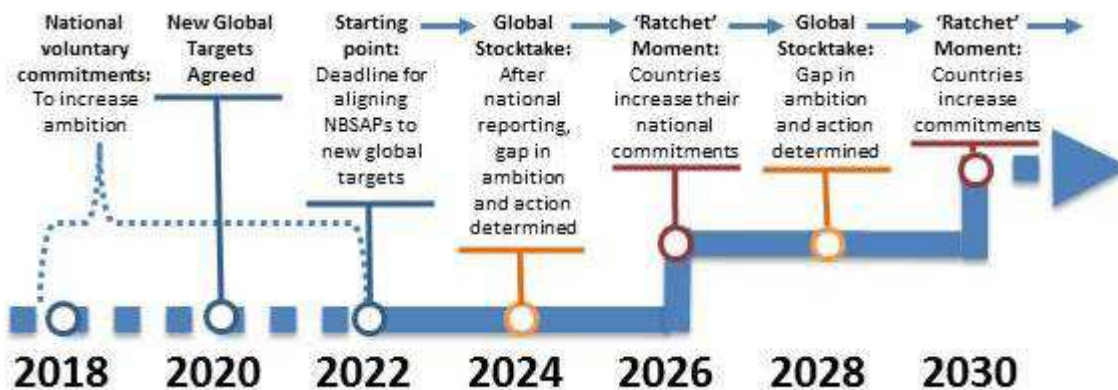 National
voluntary
commitments:
To increase
ambition
New Global
Targets
Agreed
Starting
point:
Deadline for
aligning
NBSAPs to
new global
targets
Global
Stocktake:
After
national
reporting,
gap in
ambition
and action
determined
'Ratchet'
Moment:
Countries
increase their
national
commitments
Global
Stocktake:
Gap in
ambition
and action
determined
'Ratchet'
Moment:
Countries
increase
commitments
2018 2020 2022 2024 2026 2028 2030